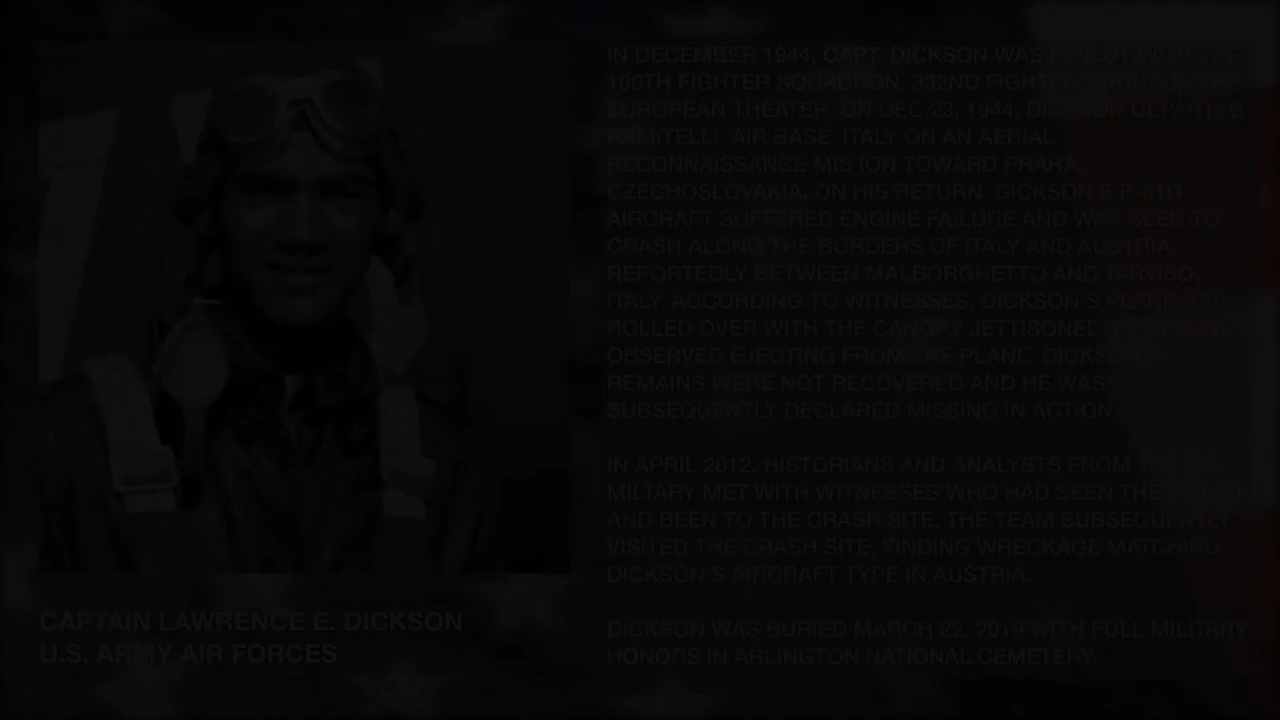 IN DECEMBER 1944, CAPT. DICKSON WAS A PILOT WITH THE
100TH FIGHTER SQUADRON, 332ND FIGHTER GROUP, IN THE
EUROPEAN THEATER. ON DEC.23, 1944, DICKSON DEPARTED
RAMITELLI AIR BASE, ITALY ON AN AERIAL
RECONNAISSANCE MIS ION TOWARD PRAHA,
CZECHOSLOVAKIA. ON HIS RETURN, DICKSON'S P-51D
AIRCRAFT SUFFERED ENGINE FAILURE AND WAS SEEN TO
CRASH ALONG THE BORDERS OF ITALY AND AUSTRIA,
REPORTEDLY BETWEEN MALBORGHETTO AND TARVISO,
ITALY. ACCORDING TO WITNESSES, DICKSON'S PLANE HAD
ROLLED OVER WITH THE CANOPY JETTISONED, HE
OBSERVED EJECTING FROM THE PLANE. DICKSON'S
REMAINS WERE NOT RECOVERED AND HE WAS
SUBSEQUENTLY DECLARED MISSING IN ACTION.
IN APRIL 2012, HISTORIANS AND ANALYSTS FROM THE US
MILTARY MET WITH WITNESSES WHO HAD SEEN THE CRASH
AND BEEN TO THE CRASH SITE. THE TEAM SUBSEQUENTLY
VISITED THE CRASH SITE, FINDING WRECKAGE MATCHING
DICKSON'S AIRCRAFT TYPE IN AUSTRIA.
DICKSON WAS BURIED MARCH 22, 2019 WITH FULL MILITARY
HONORS IN ARLINGTON NATIONAL CEMETERY.
CAPTAIN LAWRENCE E. DICKSON
U.S. ARMY AIR FORCES